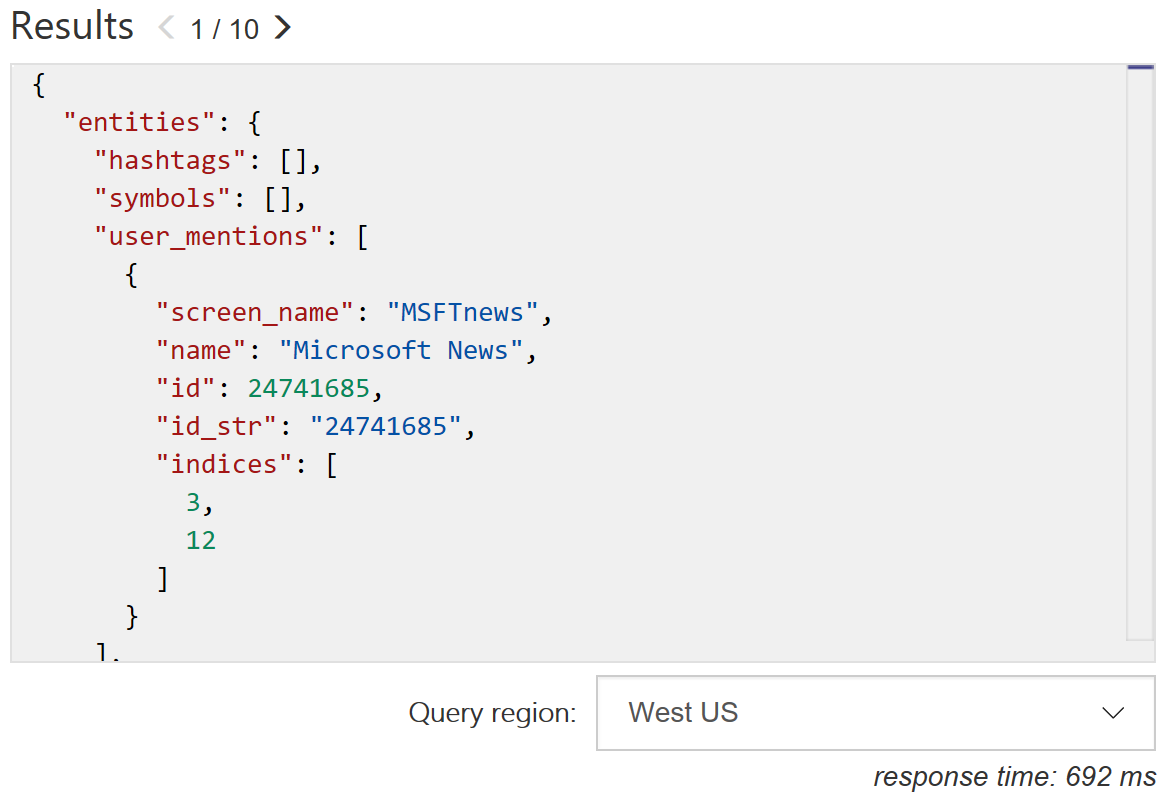 Results < 1 / 10 >
{
  "entities": {
    "hashtags": [],
    "symbols": [],
    "user_mentions": [
      {
        "screen_name": "MSFTnews",
        "name": "Microsoft News",
        "id": 24741685,
        "id_str": "24741685",
        "indices": [
          3,
          12
        ]
      }
    ],
Query region: West US
response time: 692 ms